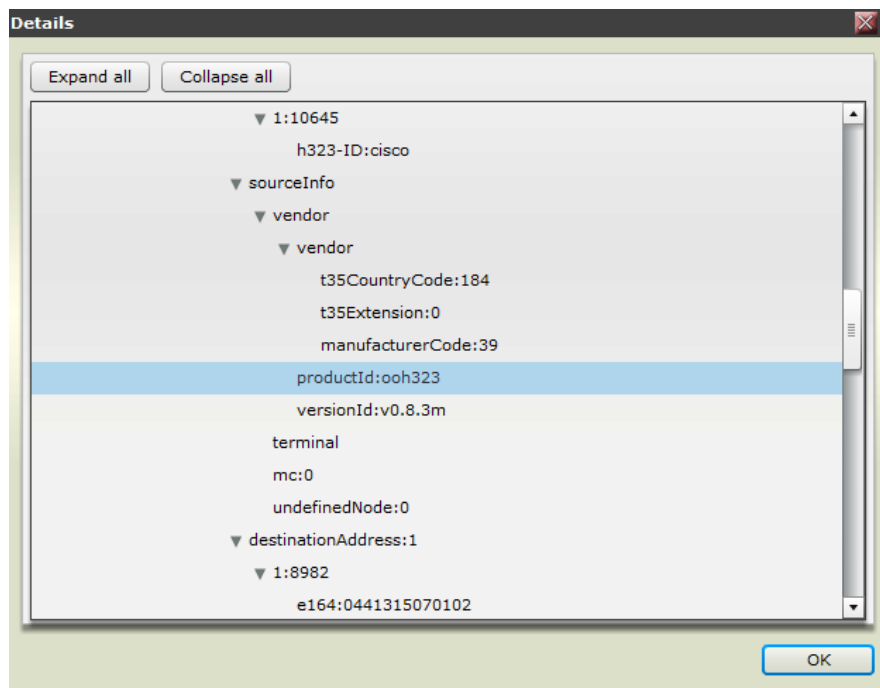 Details
Expand all Collapse all
1:10645
h323-ID:cisco
sourceInfo
vendor
vendor
t35CountryCode:184
t35Extension:0
manufacturerCode:39
productId:ooh323
versionId:v0.8.3m
terminal
mc:0
undefinedNode:0
destinationAddress:1
1:8982
e164:0441315070102
OK